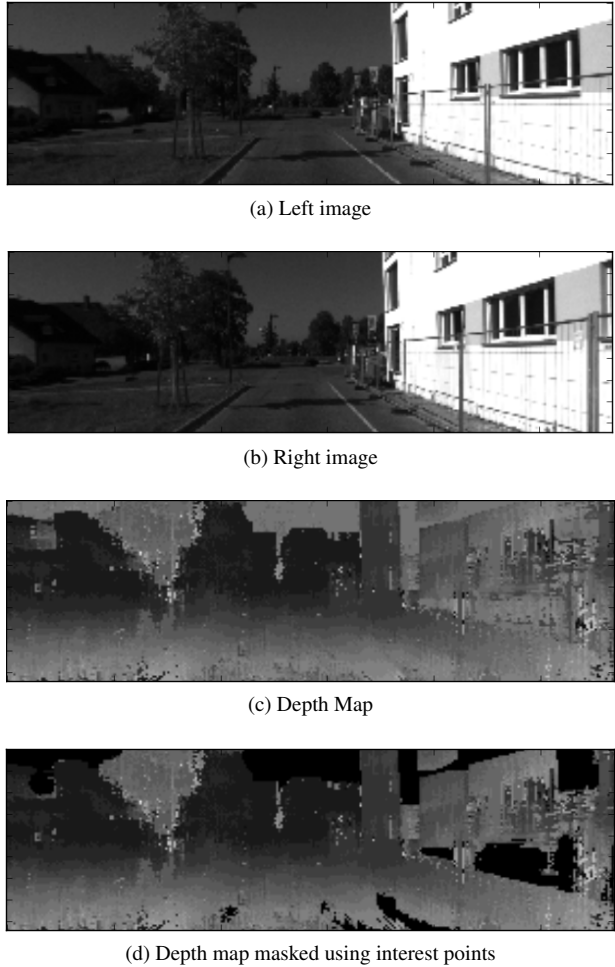 (a) Left image
(b) Right image
(c) Depth Map
(d) Depth map masked using interest points